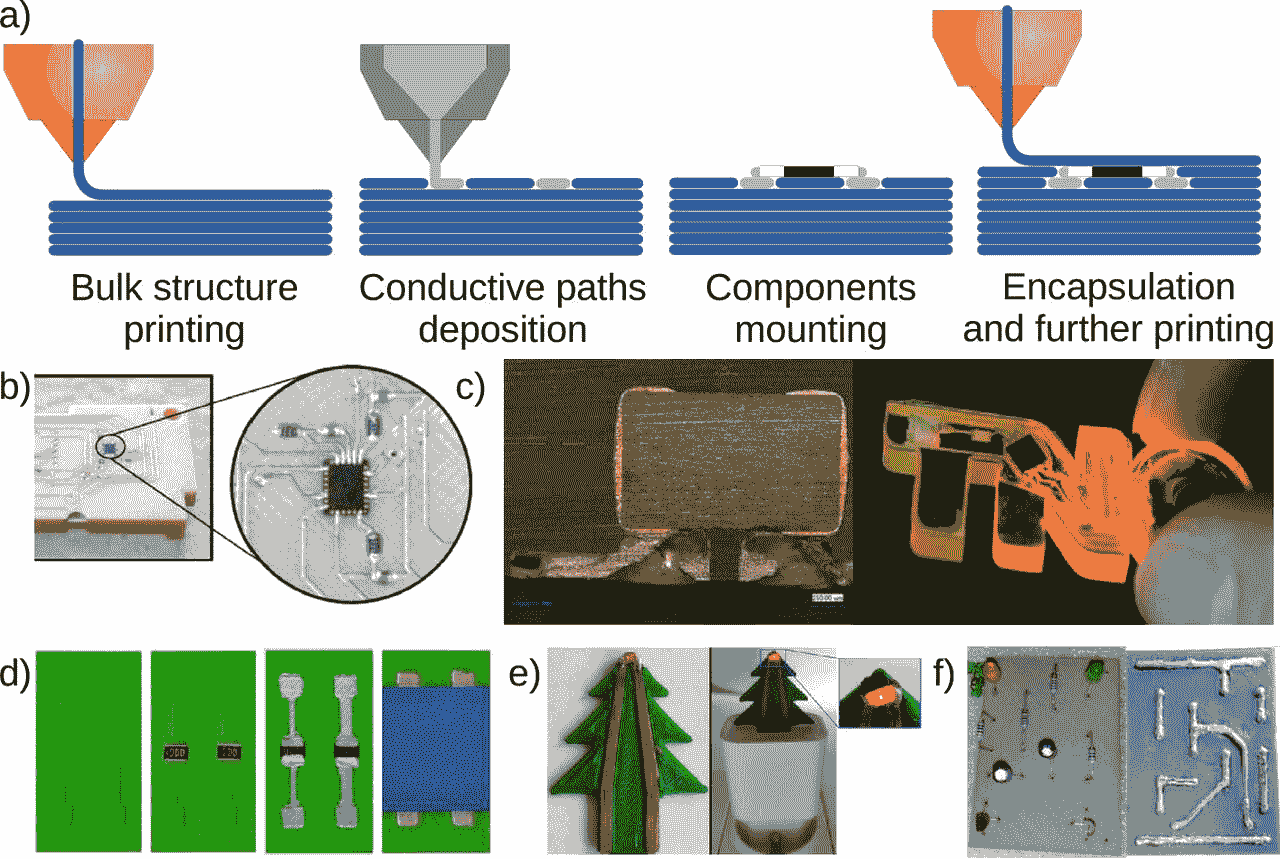 a)
Bulk structure
printing
Conductive paths
deposition
Components
mounting
Encapsulation
and further printing
b)
c)
d)
e)
f)